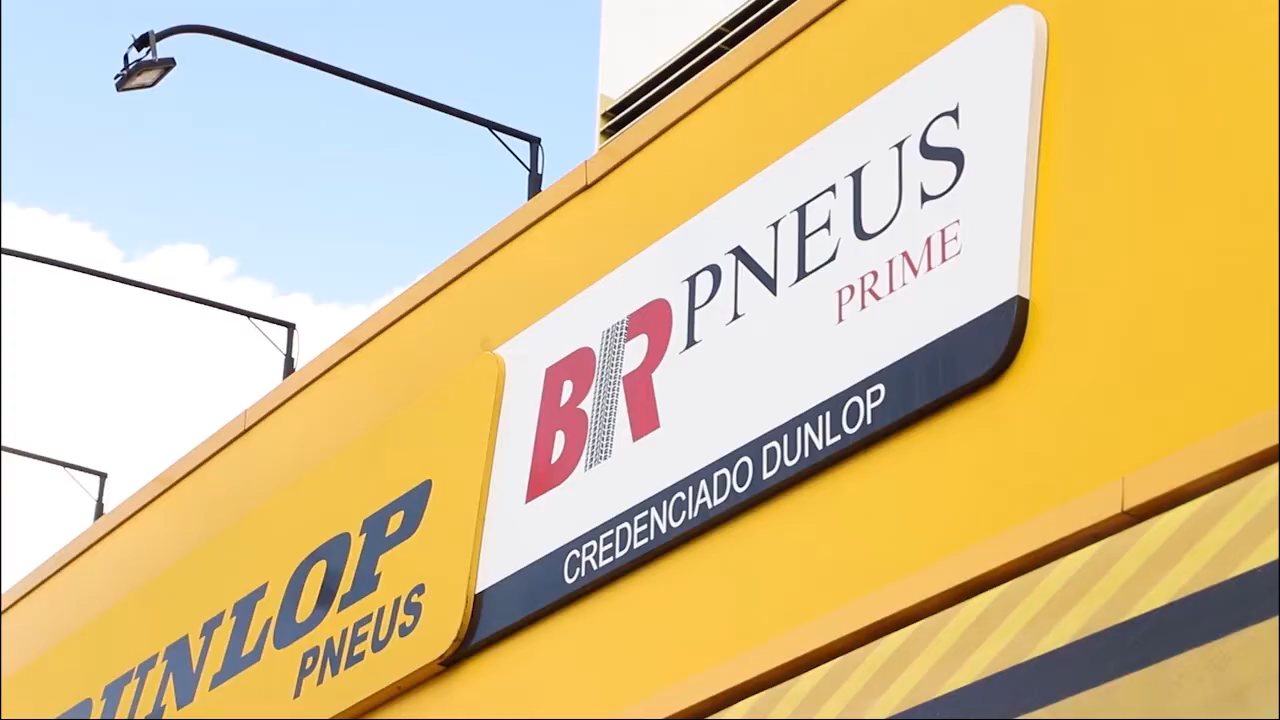 BR PNEUS
PRIME
CREDENCIADO DUNLOP
DUNLOP
PNEUS